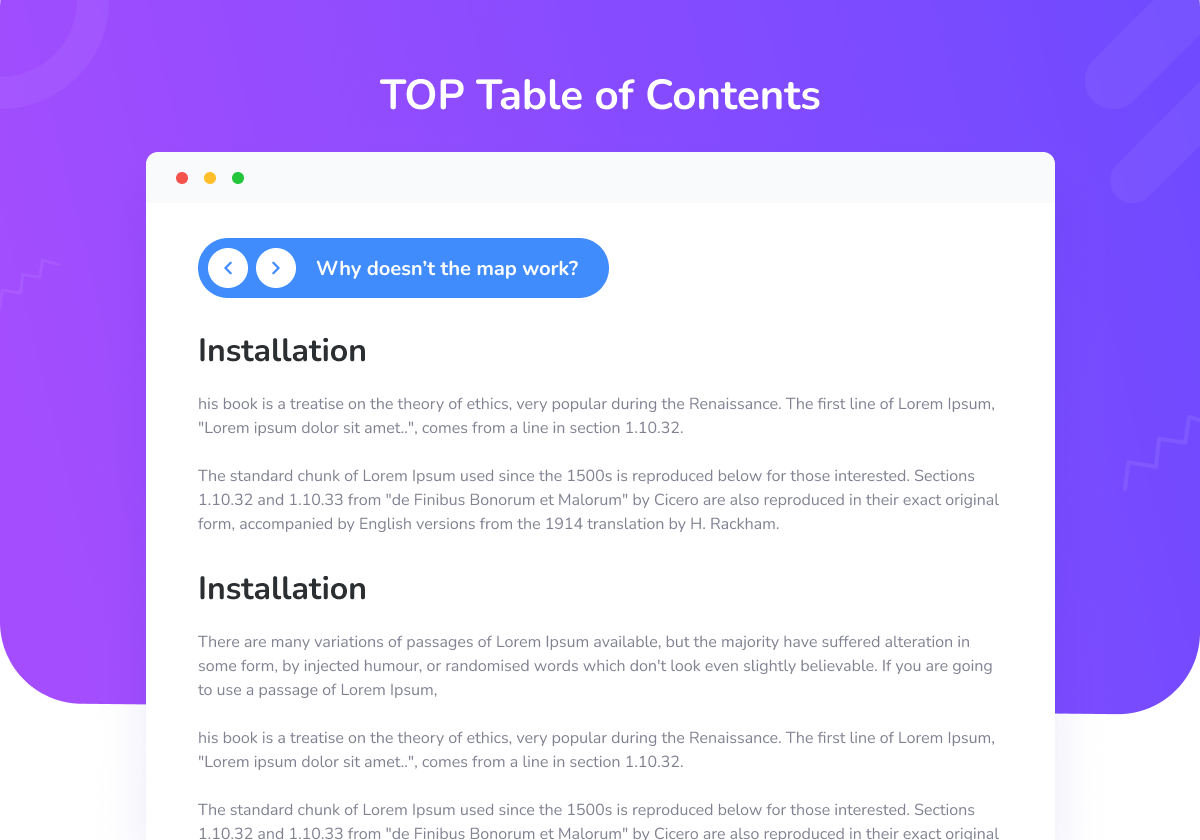 TOP Table of Contents
Why doesn’t the map work?
Installation
his book is a treatise on the theory of ethics, very popular during the Renaissance. The first line of Lorem Ipsum,
"Lorem ipsum dolor sit amet..", comes from a line in section 1.10.32.
The standard chunk of Lorem Ipsum used since the 1500s is reproduced below for those interested. Sections
1.10.32 and 1.10.33 from "de Finibus Bonorum et Malorum" by Cicero are also reproduced in their exact original
form, accompanied by English versions from the 1914 translation by H. Rackham.
Installation
There are many variations of passages of Lorem Ipsum available, but the majority have suffered alteration in
some form, by injected humour, or randomised words which don't look even slightly believable. If you are going
to use a passage of Lorem Ipsum,
his book is a treatise on the theory of ethics, very popular during the Renaissance. The first line of Lorem Ipsum,
"Lorem ipsum dolor sit amet..", comes from a line in section 1.10.32.
The standard chunk of Lorem Ipsum used since the 1500s is reproduced below for those interested. Sections
1.10.32 and 1.10.33 from "de Finibus Bonorum et Malorum" by Cicero are also reproduced in their exact original